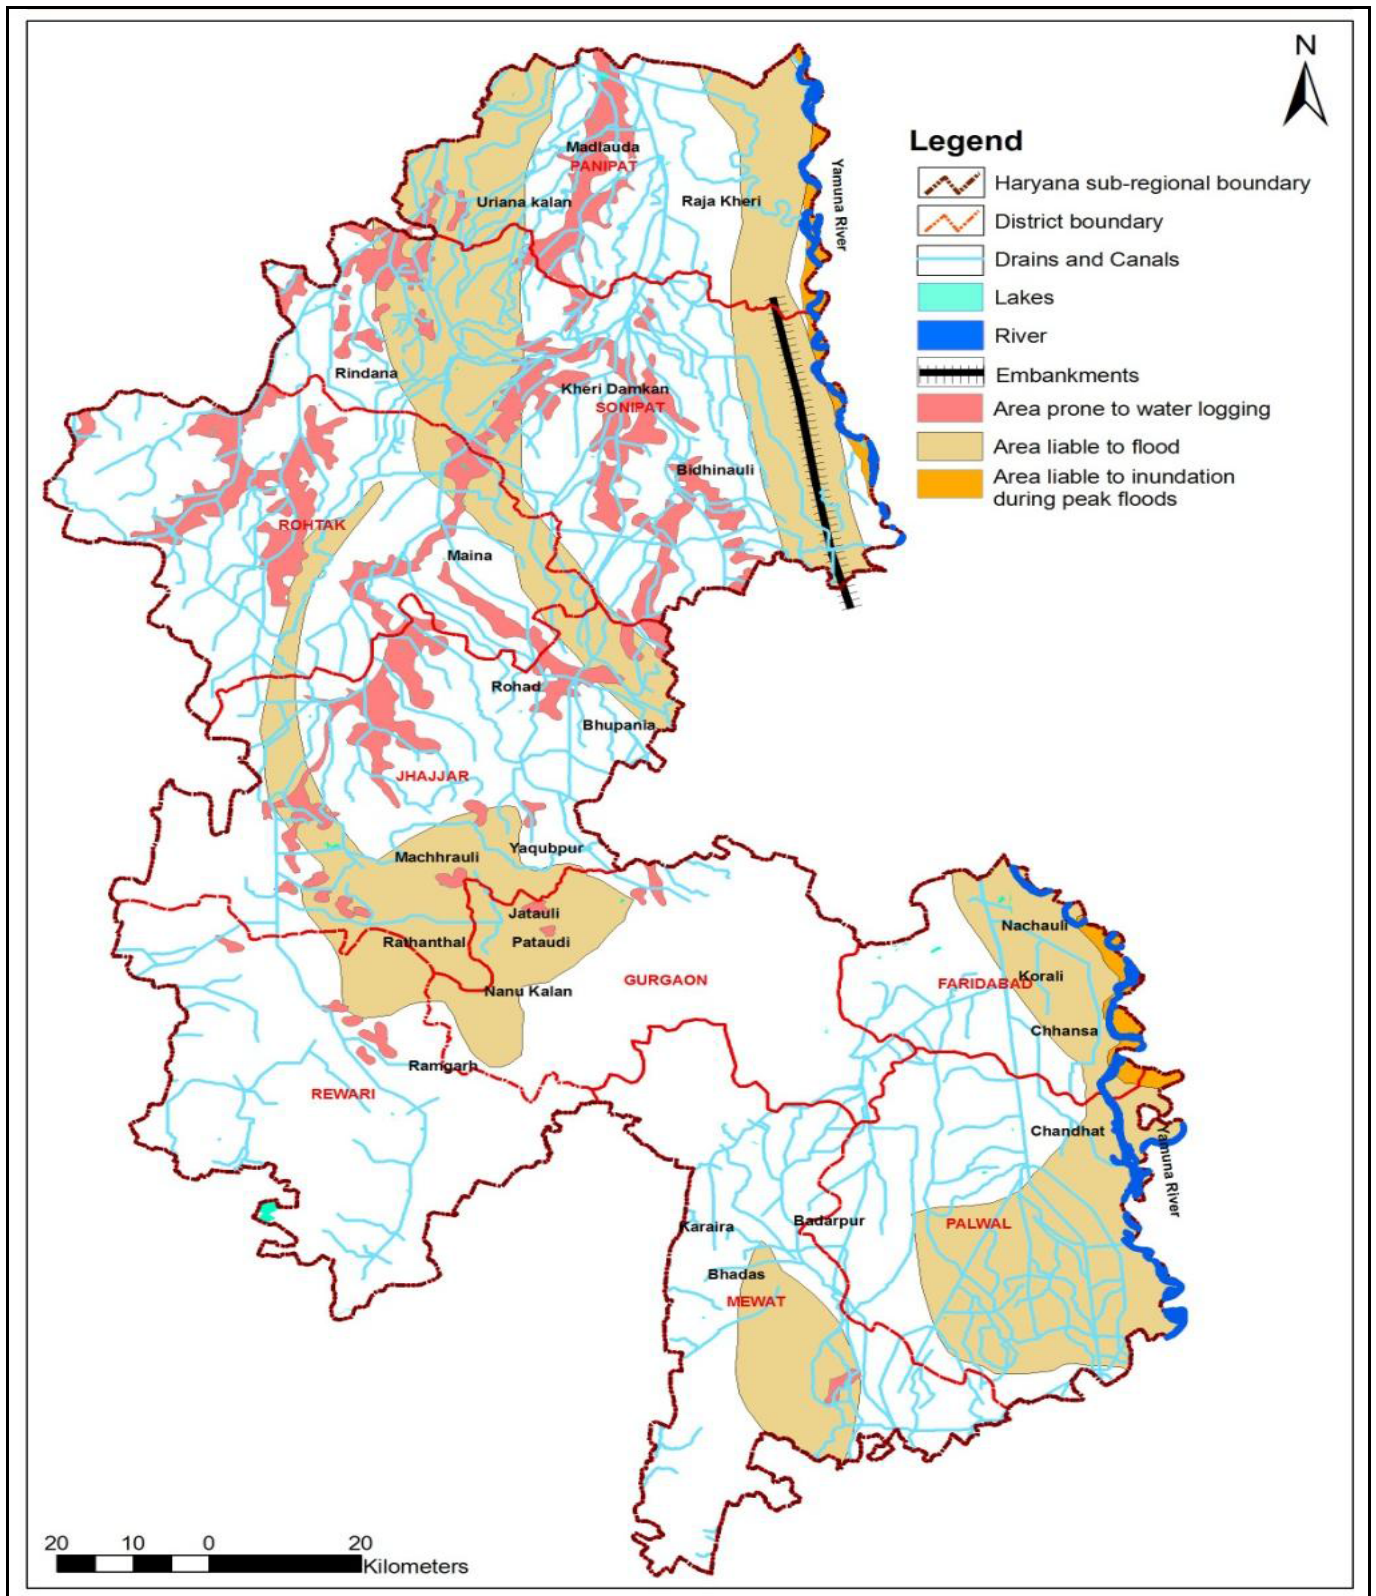 N
Legend
Haryana sub-regional boundary
District boundary
Drains and Canals
Lakes
River
Embankments
Area prone to water logging
Area liable to flood
Area liable to inundation
during peak floods
Madlauda
PANIPAT
Uriana kalan
Raja Kheri
Yamuna River
Rindana
Kheri Damkan
SONIPAT
Bidhinauli
ROHTAK
Maina
Rohad
Bhupania
JHAJJAR
Machhrauli
Yaqubpur
Jatauli
Rathanthal
Pataudi
Nanu Kalan
GURGAON
Nachauli
Korali
FARIDABAD
Chhansa
Ramgarh
REWARI
Chandhat
Yamuna River
Karaira
Badarpur
PALWAL
Bhadas
MEWAT
20 10 0 20
Kilometers